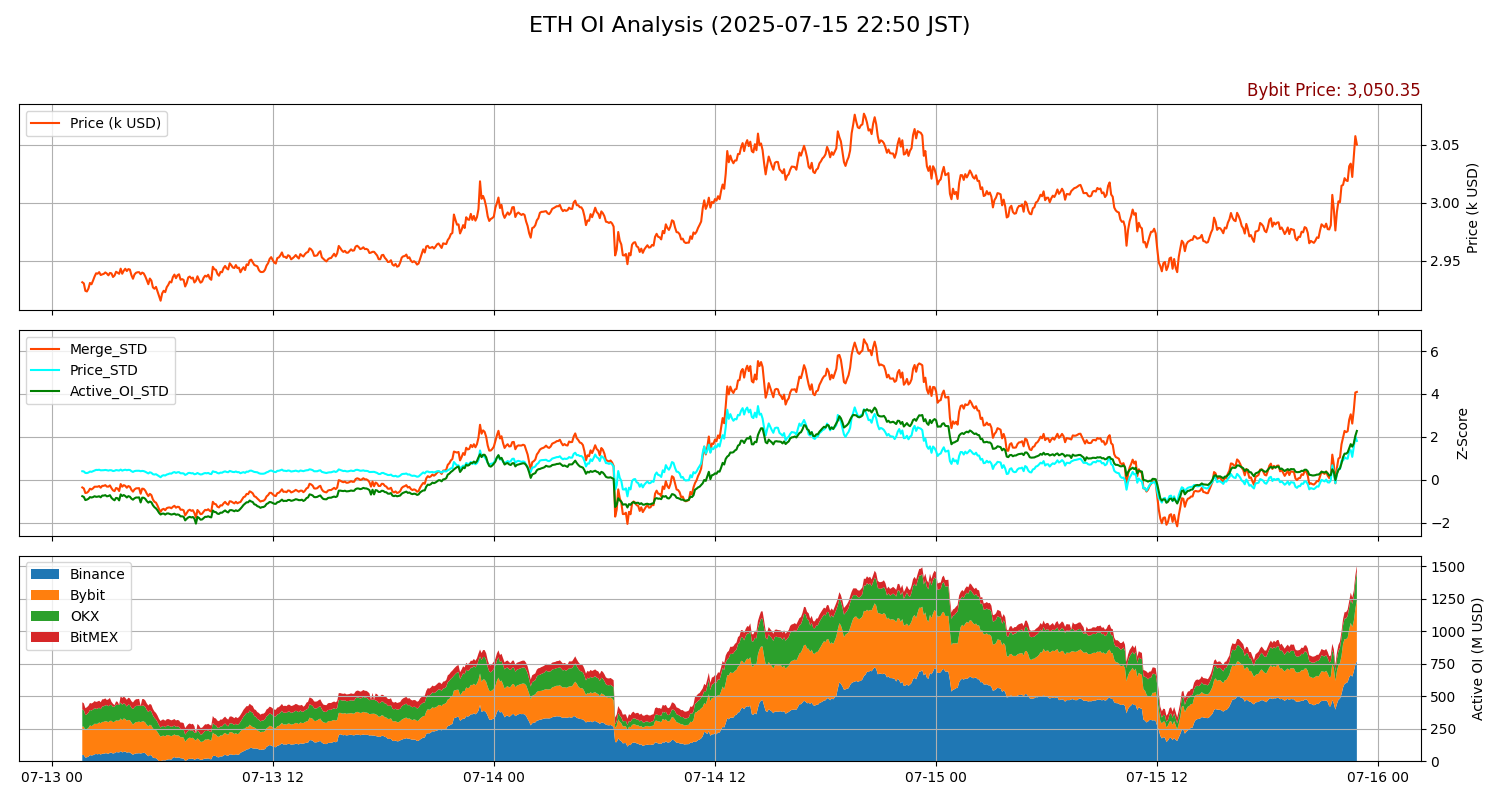 ETH OI Analysis (2025-07-15 22:50 JST)
Bybit Price: 3,050.35
Price (k USD)
3.05
3.00
2.95
Price (k USD)
Merge_STD
Price_STD
Active_OI_STD
6
4
2
0
−2
Z-Score
Binance
Bybit
OKX
BitMEX
1500
1250
1000
750
500
250
0
Active OI (M USD)
07-13 00 07-13 12 07-14 00 07-14 12 07-15 00 07-15 12 07-16 00